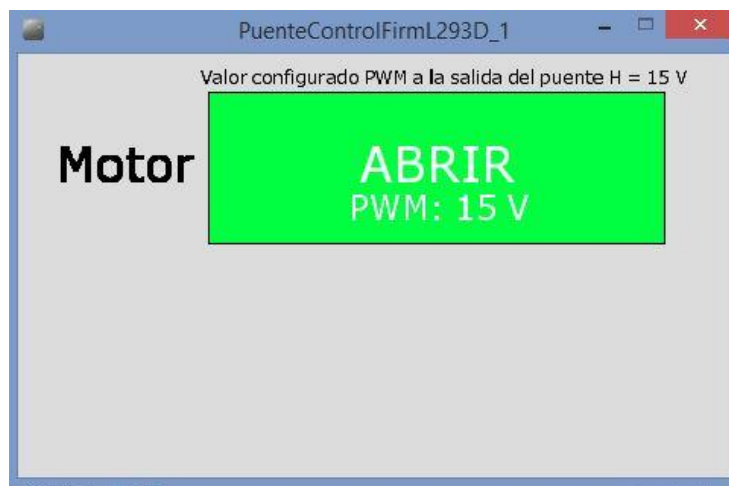 PuenteControlFirmL293D_1
Valor configurado PWM a la salida del puente H = 15 V
Motor
ABRIR
PWM: 15 V